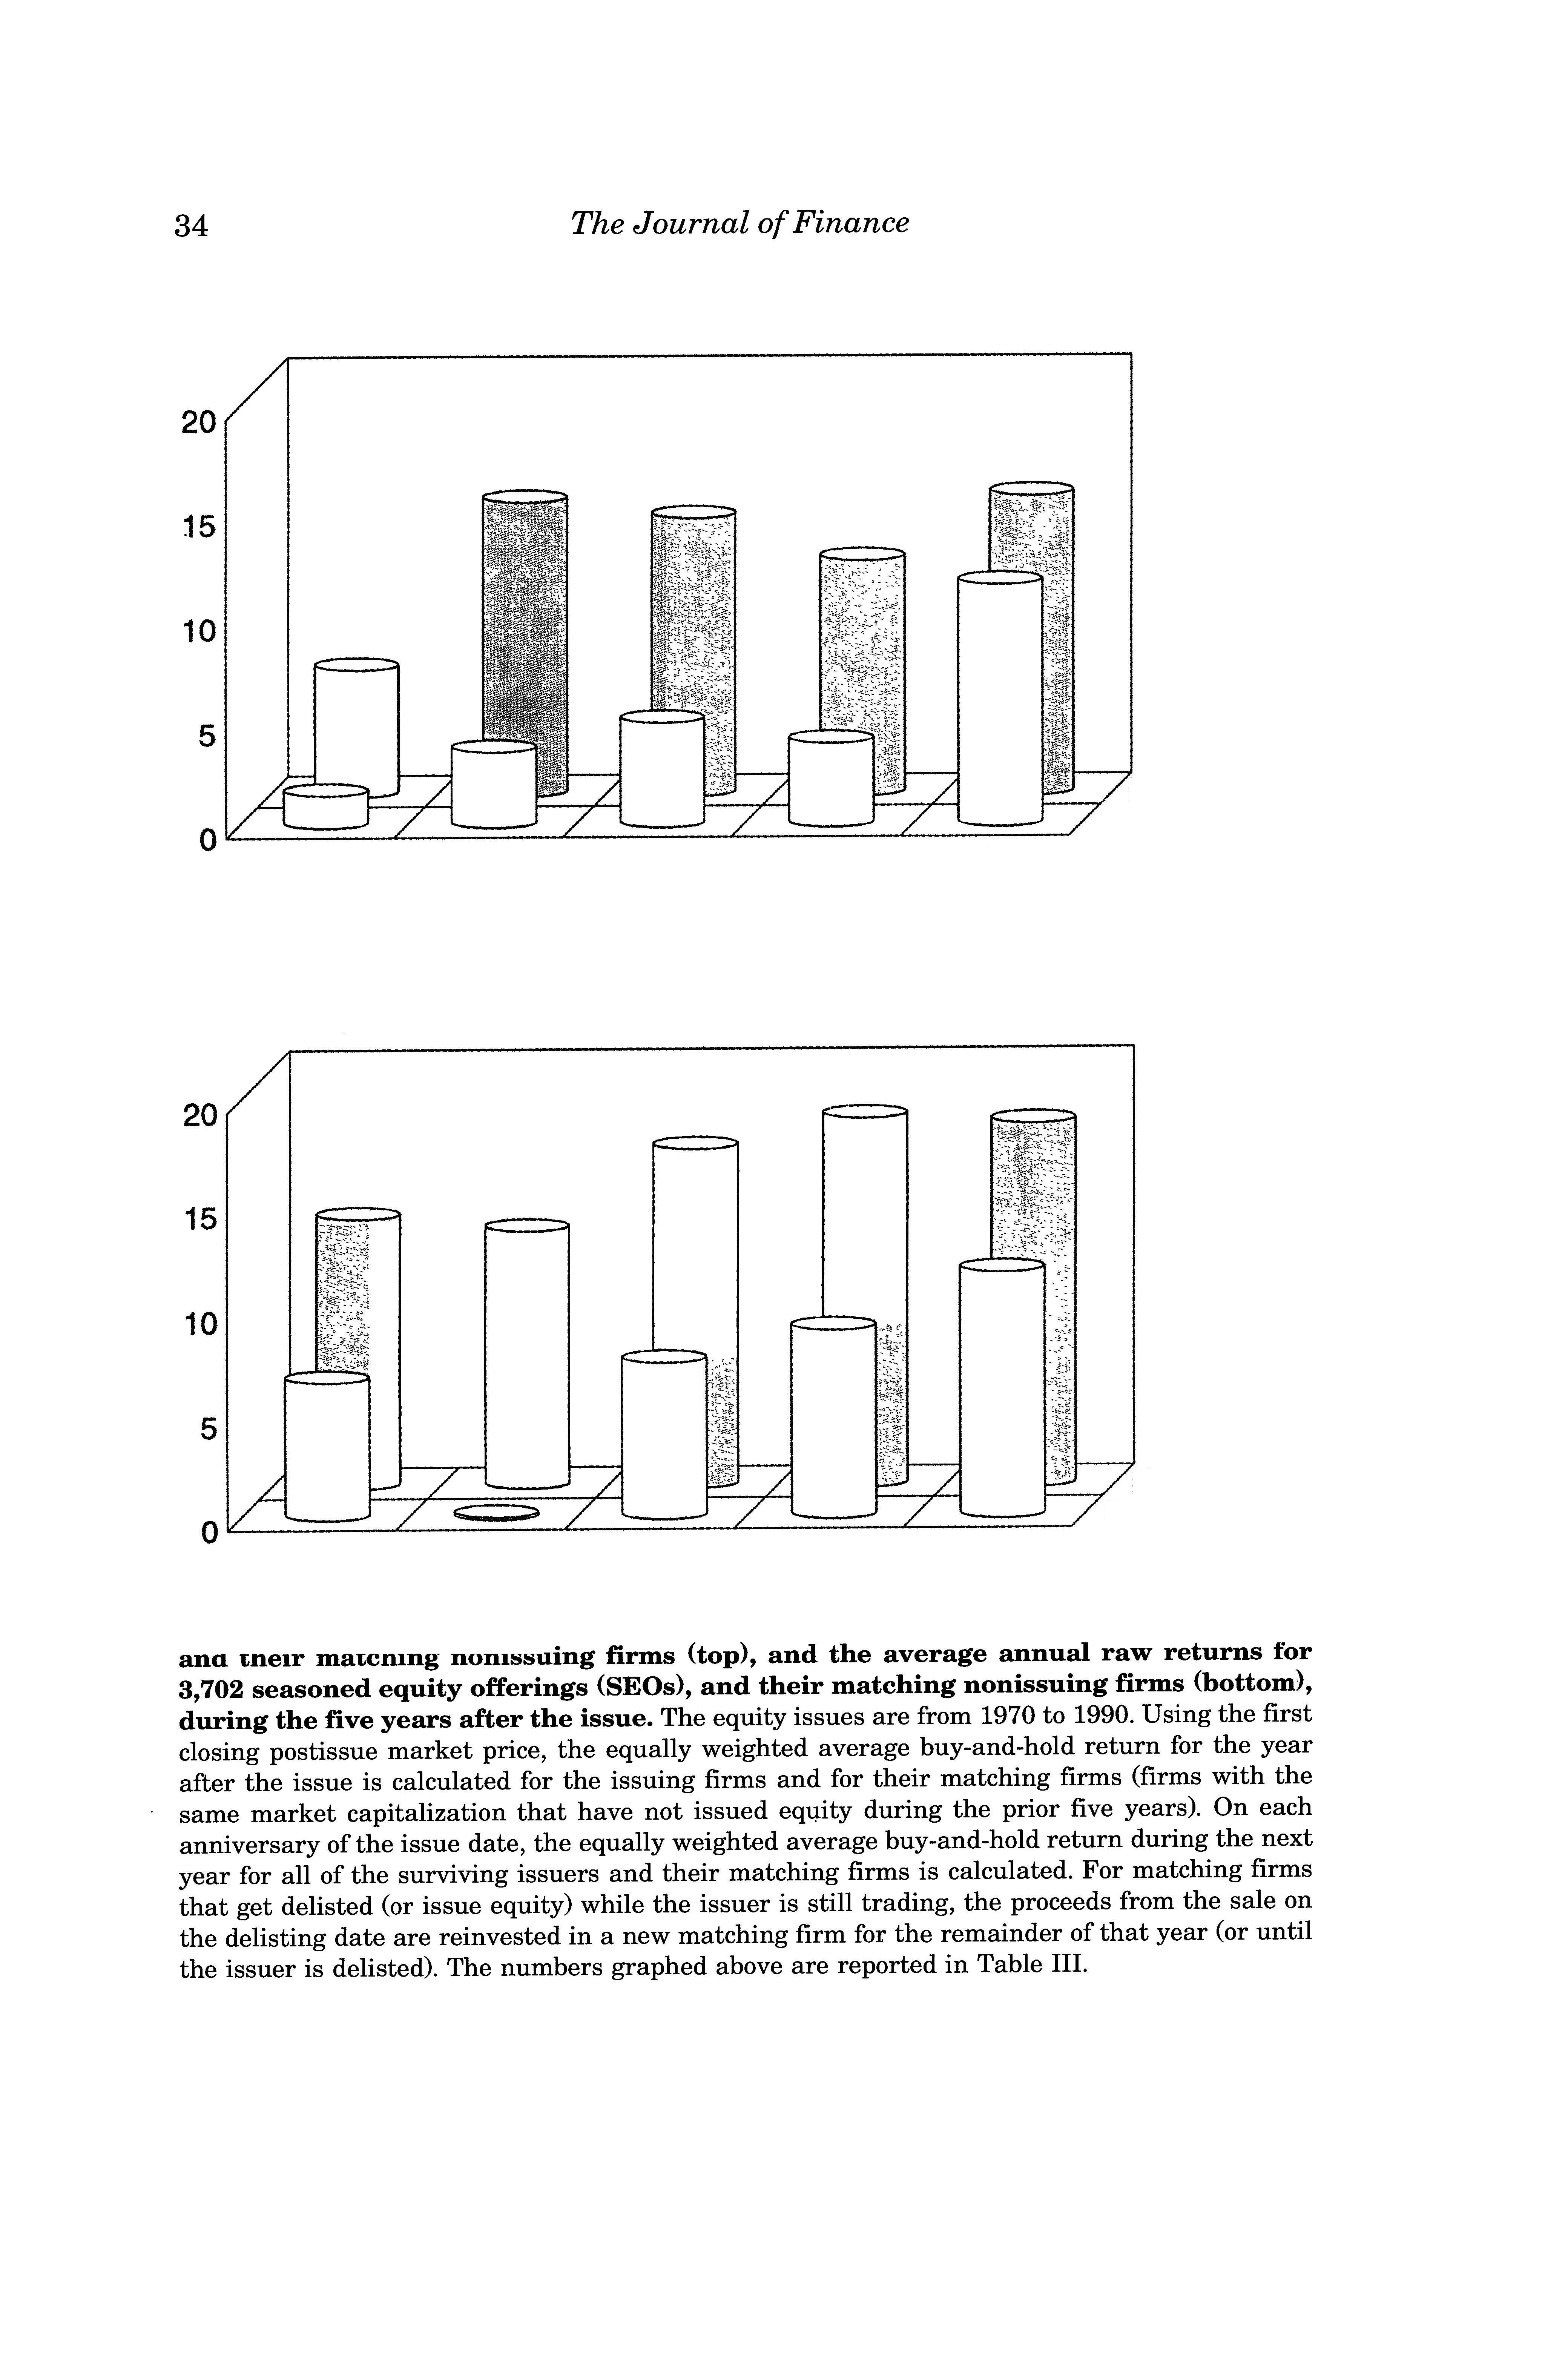 34
The Journal of Finance
20
15
10
5
0
20
15
10
5
0
and their matching nonissuing firms (top), and the average annual raw returns for
3,702 seasoned equity offerings (SEOs), and their matching nonissuing firms (bottom),
during the five years after the issue. The equity issues are from 1970 to 1990. Using the first
closing postissue market price, the equally weighted average buy-and-hold return for the year
after the issue is calculated for the issuing firms and for their matching firms (firms with the
same market capitalization that have not issued equity during the prior five years). On each
anniversary of the issue date, the equally weighted average buy-and-hold return during the next
year for all of the surviving issuers and their matching firms is calculated. For matching firms
that get delisted (or issue equity) while the issuer is still trading, the proceeds from the sale on
the delisting date are reinvested in a new matching firm for the remainder of that year (or until
the issuer is delisted). The numbers graphed above are reported in Table III.